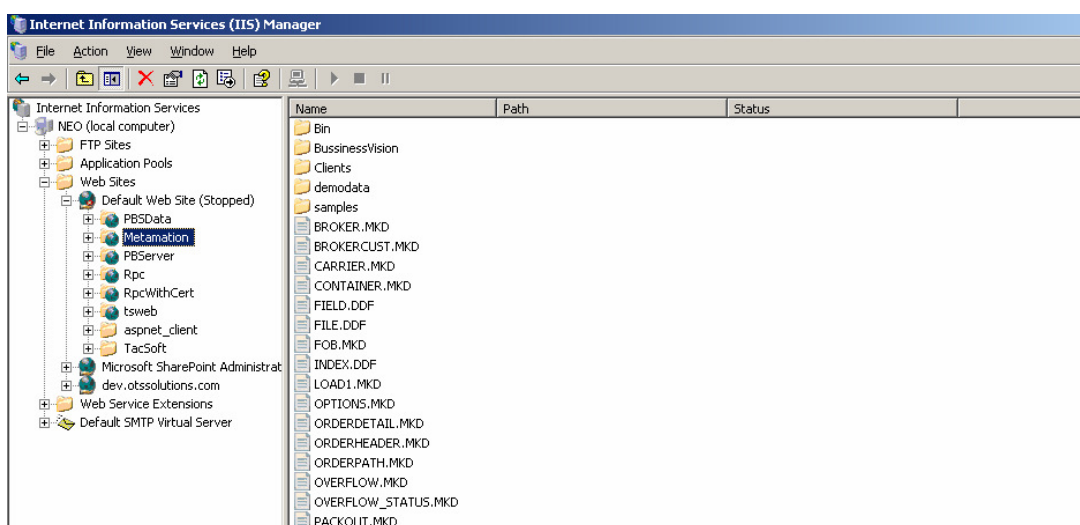 Internet Information Services (IIS) Manager
File Action View Window Help
Internet Information Services
NEO (local computer)
FTP Sites
Application Pools
Web Sites
Default Web Site (Stopped)
PBSData
Metamation
PBServer
Rpc
RpcWithCert
tsweb
aspnet_client
TacSoft
Microsoft SharePoint Administrat
dev.otssolutions.com
Web Service Extensions
Default SMTP Virtual Server
Name Path Status
Bin
BussinessVision
Clients
demodata
samples
BROKER.MKD
BROKERCUST.MKD
CARRIER.MKD
CONTAINER.MKD
FIELD.DDF
FILE.DDF
FOB.MKD
INDEX.DDF
LOAD1.MKD
OPTIONS.MKD
ORDERDETAIL.MKD
ORDERHEADER.MKD
ORDERPATH.MKD
OVERFLOW.MKD
OVERFLOW_STATUS.MKD
PACKOUT.MKD